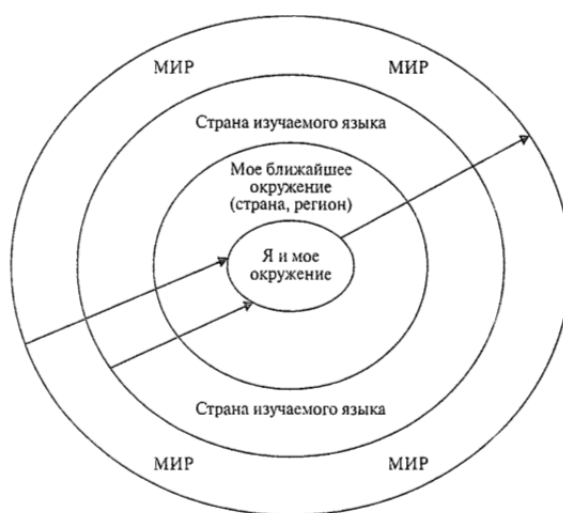 МИР МИР
Страна изучаемого языка
Мое ближайшее
окружение
(страна, регион)
Я и мое
окружение
Страна изучаемого языка
МИР МИР